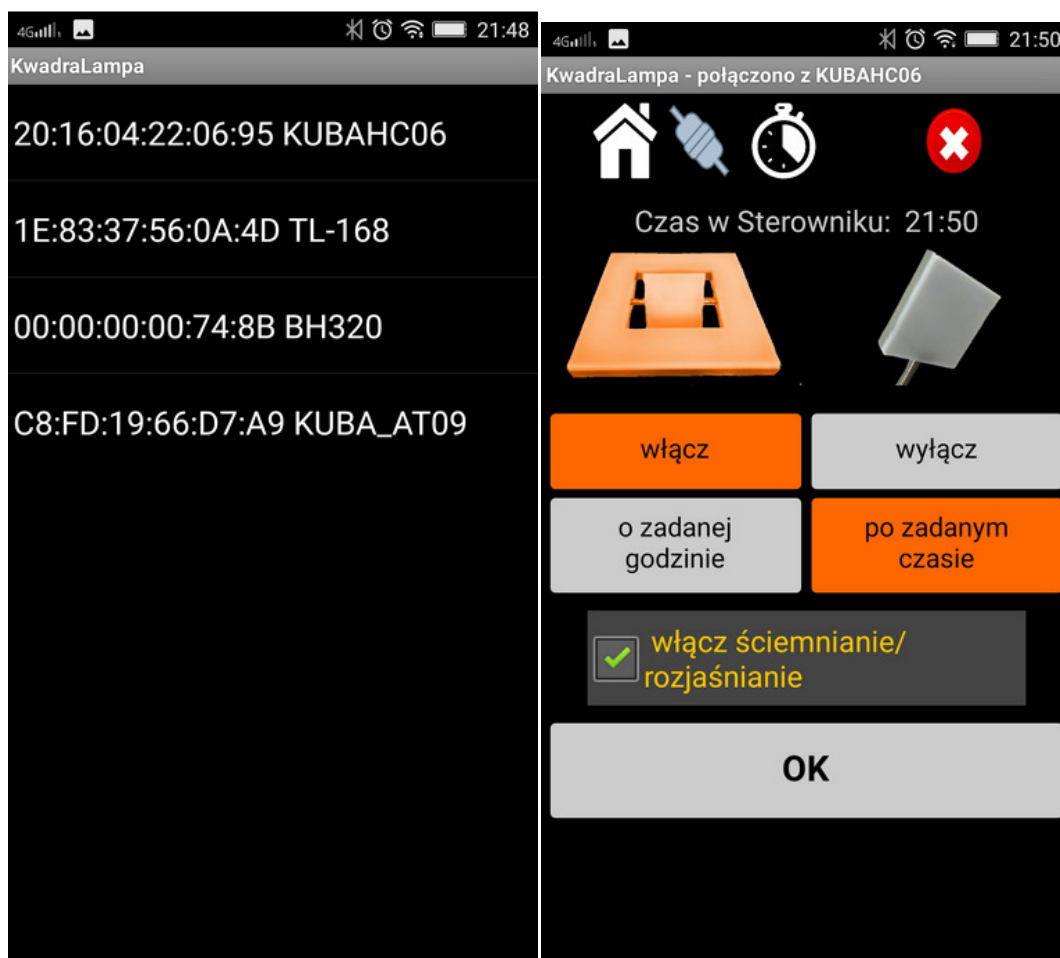 4G
21:48
KwadraLampa
20:16:04:22:06:95 KUBAHC06
1E:83:37:56:0A:4D TL-168
00:00:00:00:74:8B BH320
C8:FD:19:66:D7:A9 KUBA_AT09
4G
21:50
KwadraLampa - połączono z KUBAHC06
Czas w Sterowniku: 21:50
włącz
wyłącz
o zadanej
godzinie
po zadanym
czasie
włącz ściemnianie/
rozjaśnianie
OK